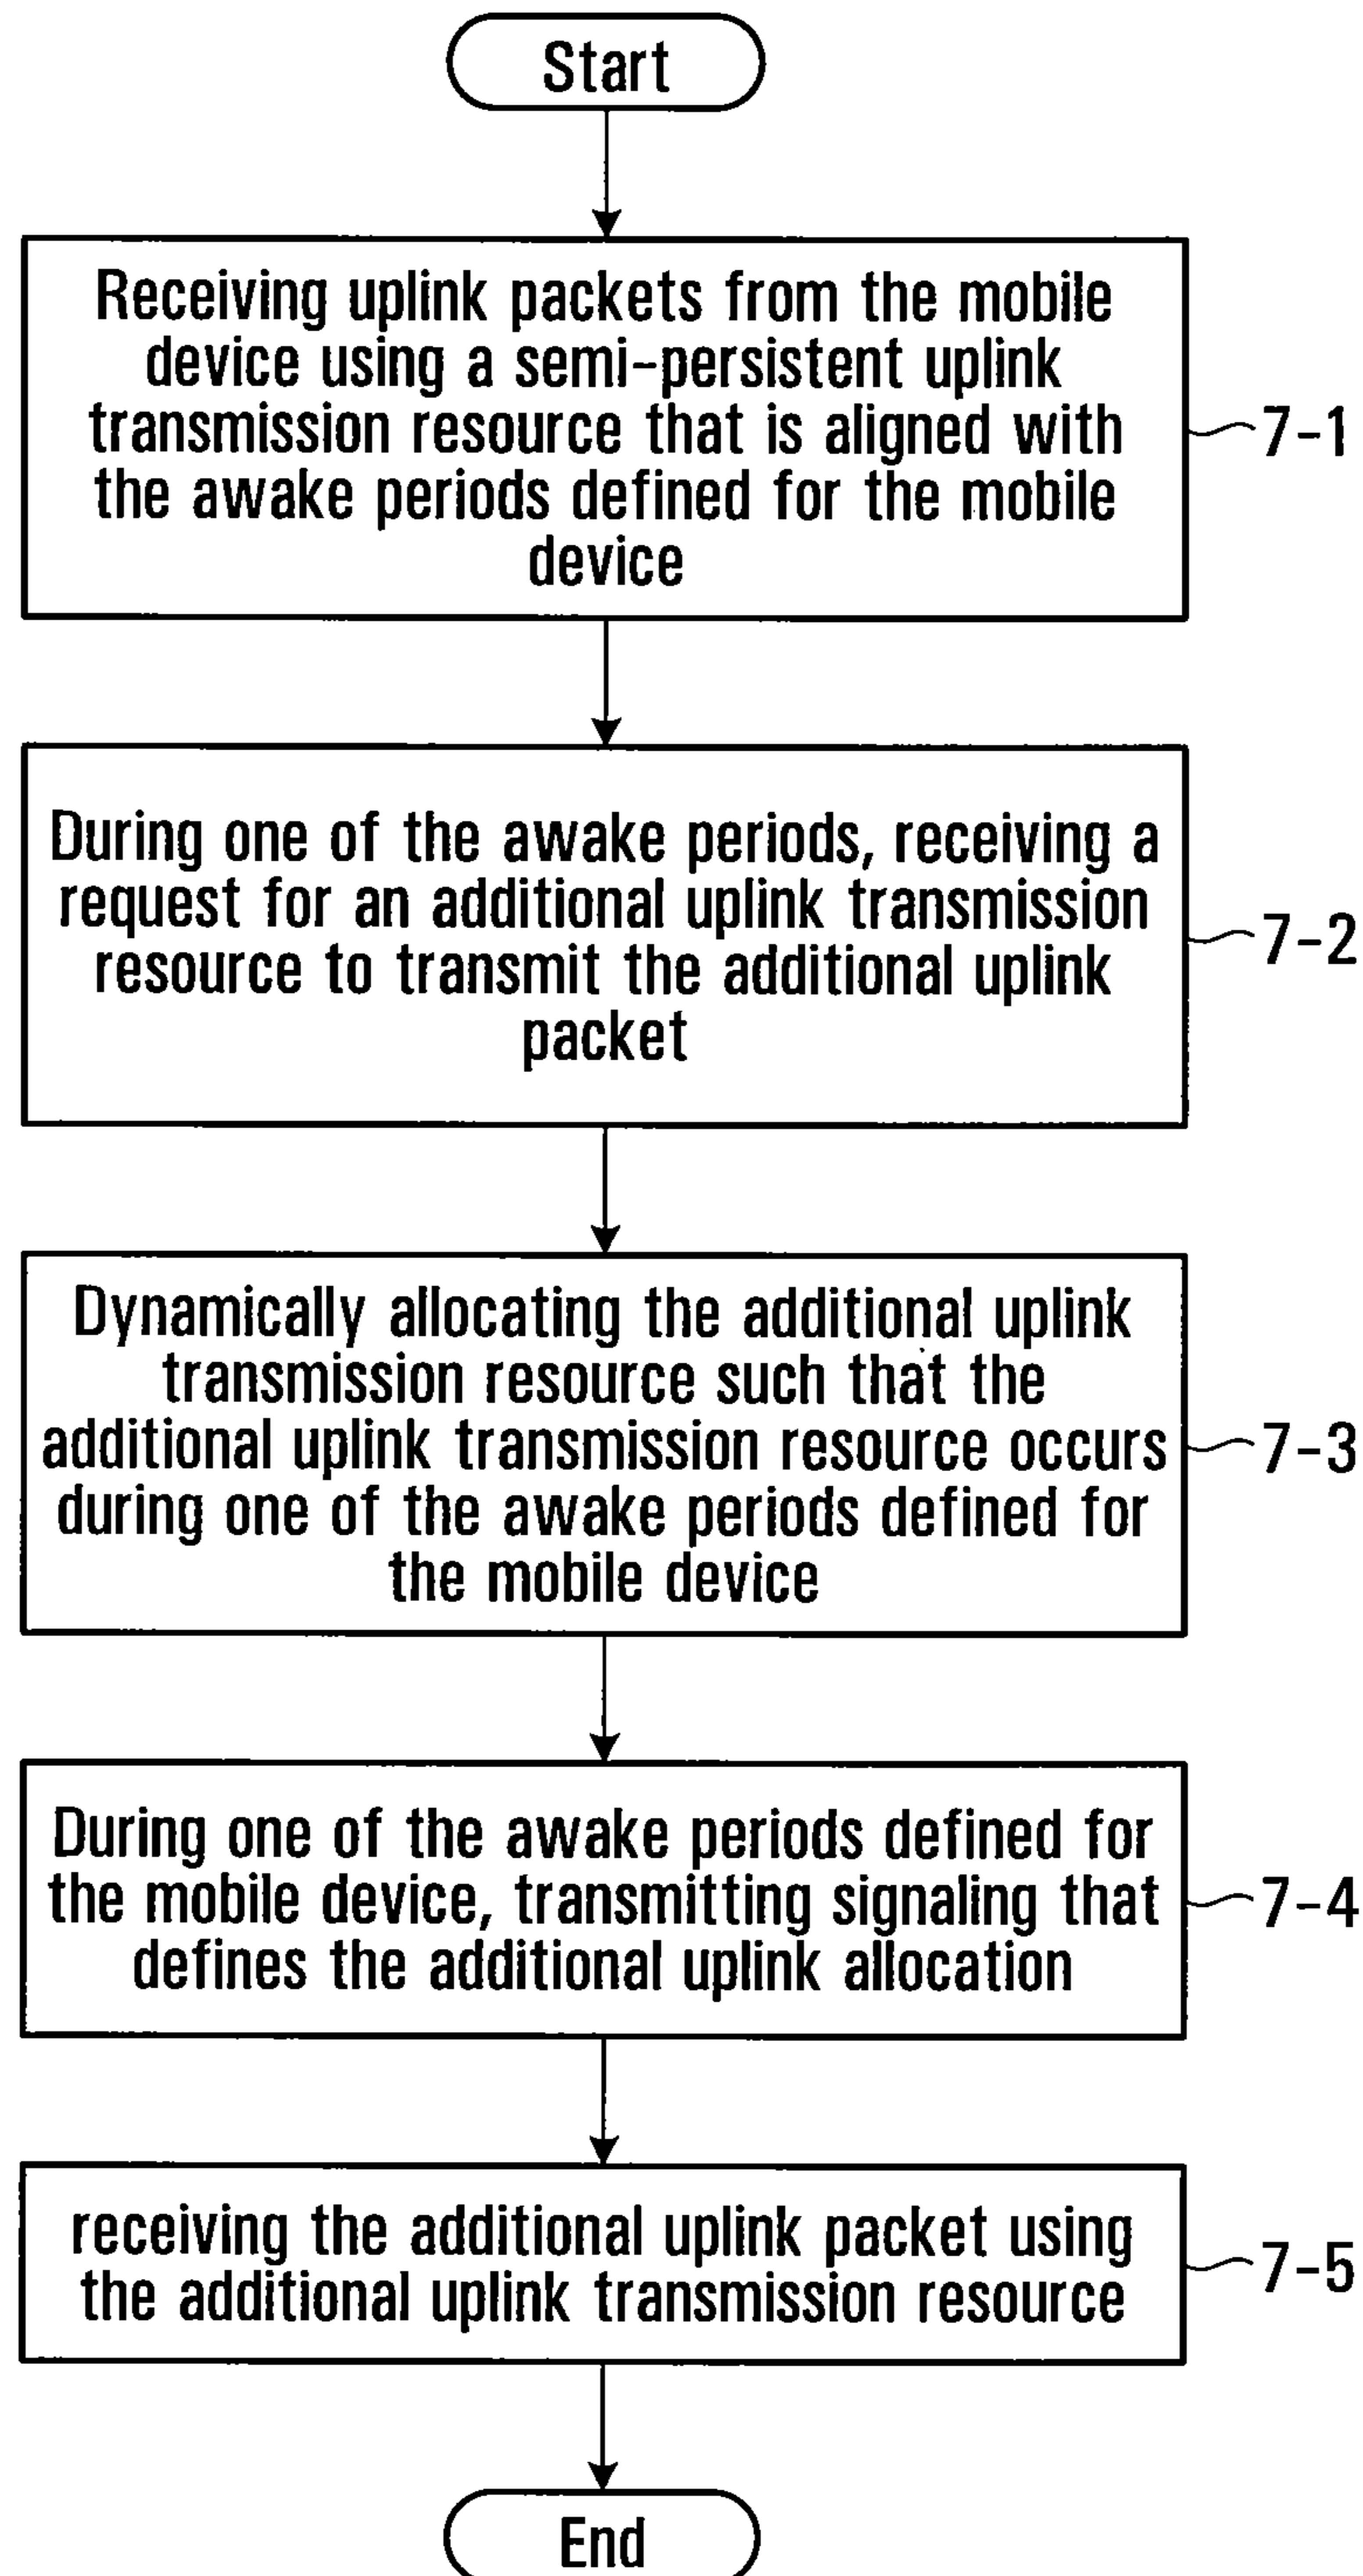 Start
Receiving uplink packets from the mobile
device using a semi-persistent uplink
transmission resource that is aligned with
the awake periods defined for the mobile
device
7-1
During one of the awake periods, receiving a
request for an additional uplink transmission
resource to transmit the additional uplink
packet
7-2
Dynamically allocating the additional uplink
transmission resource such that the
additional uplink transmission resource occurs
during one of the awake periods defined for
the mobile device
7-3
During one of the awake periods defined for
the mobile device, transmitting signaling that
defines the additional uplink allocation
7-4
receiving the additional uplink packet using
the additional uplink transmission resource
7-5
End